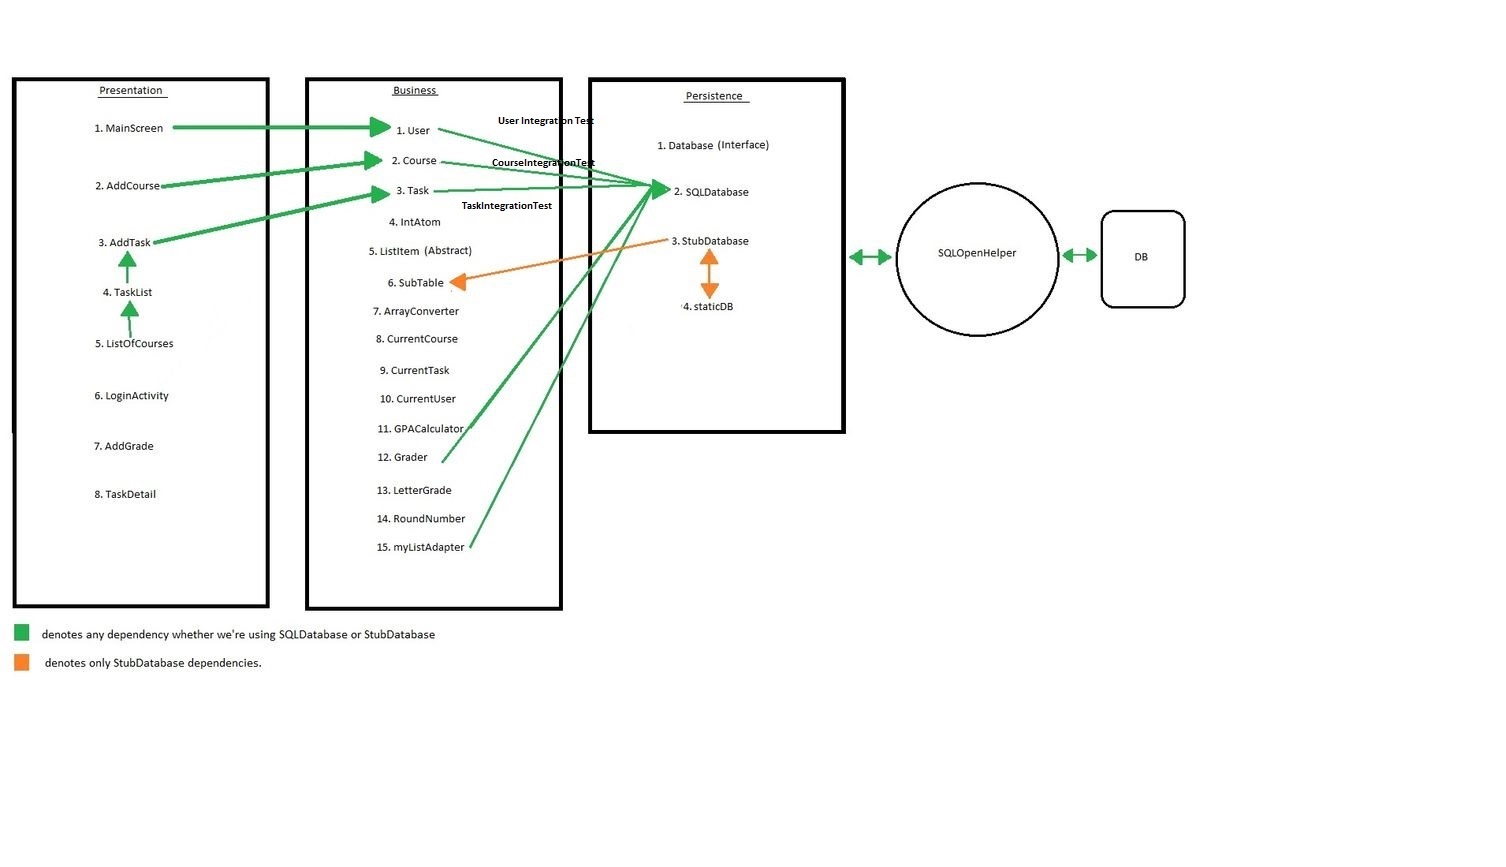 Presentation
1. MainScreen
2. AddCourse
3. AddTask
4. TaskList
5. ListOfCourses
6. LoginActivity
7. AddGrade
8. TaskDetail
Business
1. User
2. Course
3. Task
4. IntAtom
5. ListItem (Abstract)
6. SubTable
7. ArrayConverter
8. CurrentCourse
9. CurrentTask
10. CurrentUser
11. GPACalculator
12. Grader
13. LetterGrade
14. RoundNumber
15. myListAdapter
User Integration Test
CourseIntegrationTest
TaskIntegrationTest
Persistence
1. Database (Interface)
2. SQLDatabase
3. StubDatabase
4. staticDB
SQLOpenHelper
DB
denotes any dependency whether we're using SQLDatabase or StubDatabase
denotes only StubDatabase dependencies.